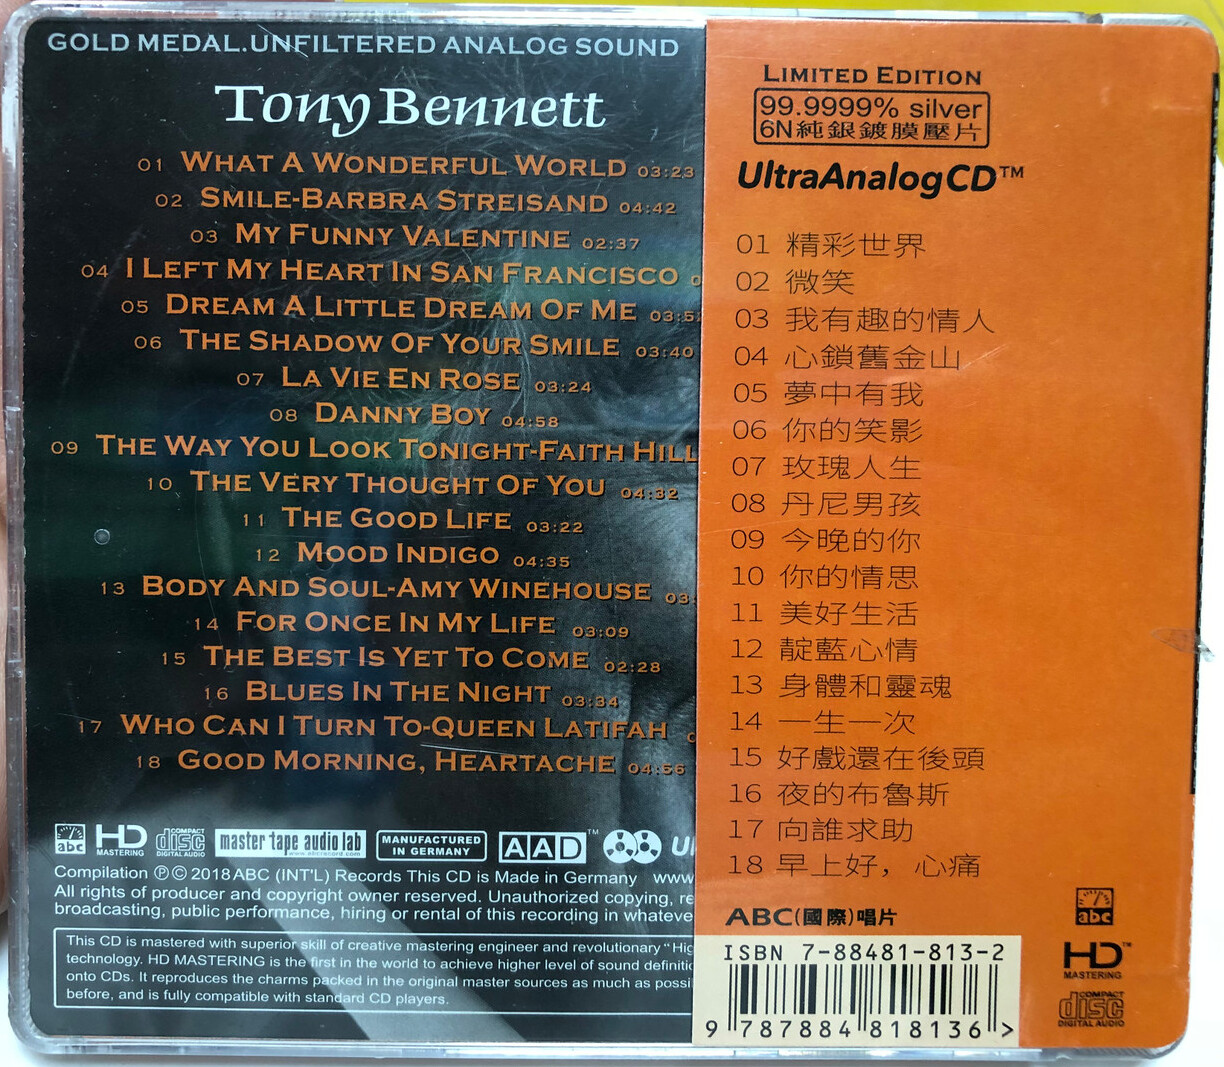 GOLD MEDAL.UNFILTERED ANALOG SOUND
Tony Bennett
01 WHAT A WONDERFUL WORLD 03:23
02 SMILE-BARBRA STREISAND 04:42
03 MY FUNNY VALENTINE 02:37
04 I LEFT MY HEART IN SAN FRANCISCO
05 DREAM A LITTLE DREAM OF ME
06 THE SHADOW OF YOUR SMILE 03:40
07 LA VIE EN ROSE 03:24
08 DANNY BOY 04:58
09 THE WAY YOU LOOK TONIGHT-FAITH HILL
10 THE VERY THOUGHT OF YOU 04:32
11 THE GOOD LIFE 03:22
12 MOOD INDIGO 04:35
13 BODY AND SOUL-AMY WINEHOUSE
14 FOR ONCE IN MY LIFE 03:09
15 THE BEST IS YET TO COME 02:28
16 BLUES IN THE NIGHT 03:34
17 WHO CAN I TURN TO-QUEEN LATIFAH
18 GOOD MORNING, HEARTACHE 04:56
abc HD MASTERING COMPACT disc DIGITAL AUDIO master tape audio lab www.abcrecord.com MANUFACTURED IN GERMANY AAD™
Compilation ℗© 2018 ABC (INT'L) Records This CD is Made in Germany
All rights of producer and copyright owner reserved. Unauthorized copying,
broadcasting, public performance, hiring or rental of this recording in
This CD is mastered with superior skill of creative mastering engineer and revolutionary
technology. HD MASTERING is the first in the world to achieve higher level of sound
onto CDs. It reproduces the charms packed in the original master sources as much as
before, and is fully compatible with standard CD players.
LIMITED EDITION
99.9999% silver
6N純銀鍍膜壓片
UltraAnalogCD™
01 精彩世界
02 微笑
03 我有趣的情人
04 心鎖舊金山
05 夢中有我
06 你的笑影
07 玫瑰人生
08 丹尼男孩
09 今晚的你
10 你的情思
11 美好生活
12 靛藍心情
13 身體和靈魂
14 一生一次
15 好戲還在後頭
16 夜的布魯斯
17 向誰求助
18 早上好，心痛
ABC(國際)唱片
abc
HD™
MASTERING
COMPACT
disc
DIGITAL AUDIO
ISBN 7-88481-813-2
9 787884 818136 >